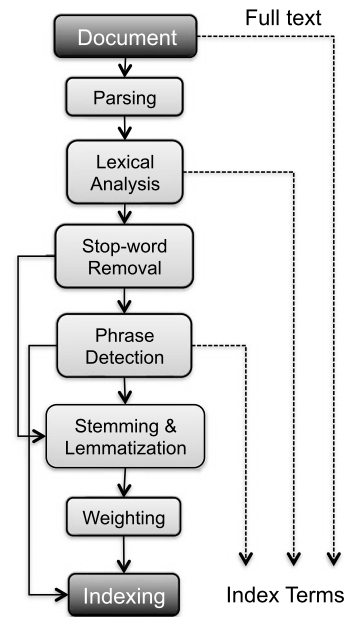 Full text
Document
Parsing
Lexical
Analysis
Stop-word
Removal
Phrase
Detection
Stemming &
Lemmatization
Weighting
Indexing
Index Terms